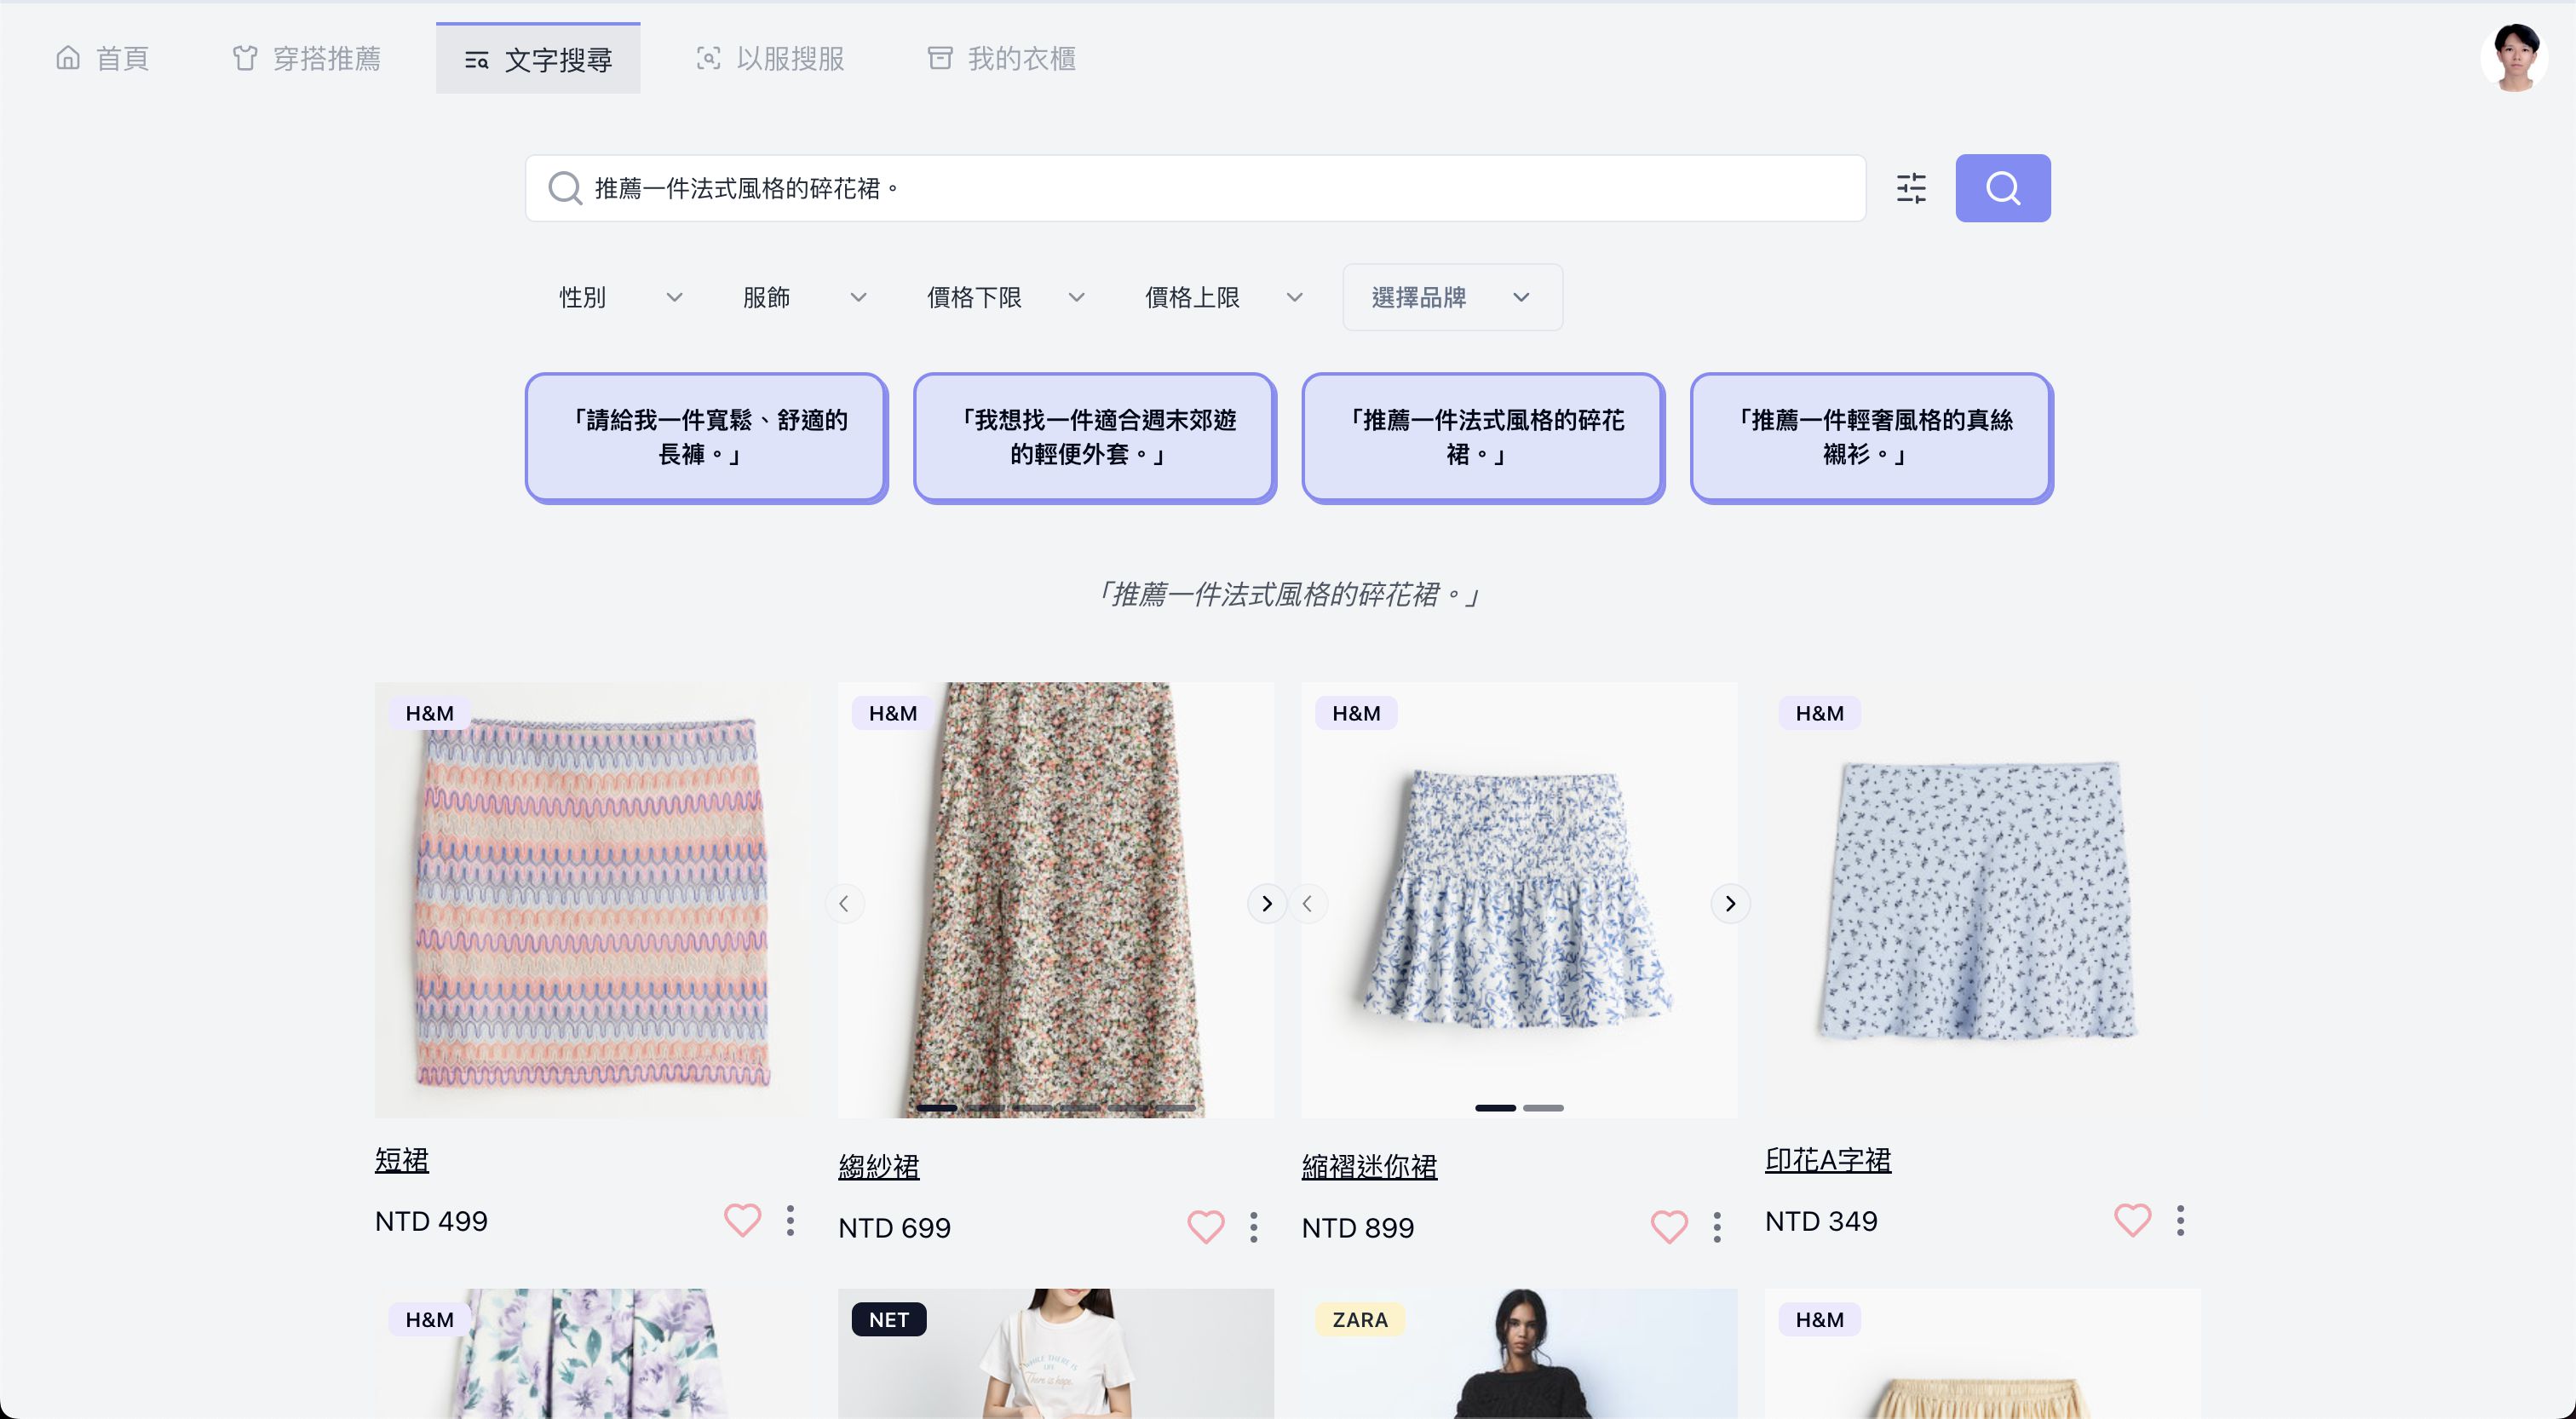 首頁
穿搭推薦
文字搜尋
以服搜服
我的衣櫃
推薦一件法式風格的碎花裙。
性別
服飾
價格下限
價格上限
選擇品牌
「請給我一件寬鬆、舒適的
長褲。」
「我想找一件適合週末郊遊
的輕便外套。」
「推薦一件法式風格的碎花
裙。」
「推薦一件輕奢風格的真絲
襯衫。」
「推薦一件法式風格的碎花裙。」
H&M
H&M
H&M
H&M
短裙
縐紗裙
縮褶迷你裙
印花A字裙
NTD 499
NTD 699
NTD 899
NTD 349
H&M
NET
ZARA
H&M
WHILE THERE IS
LIFE
There is hope